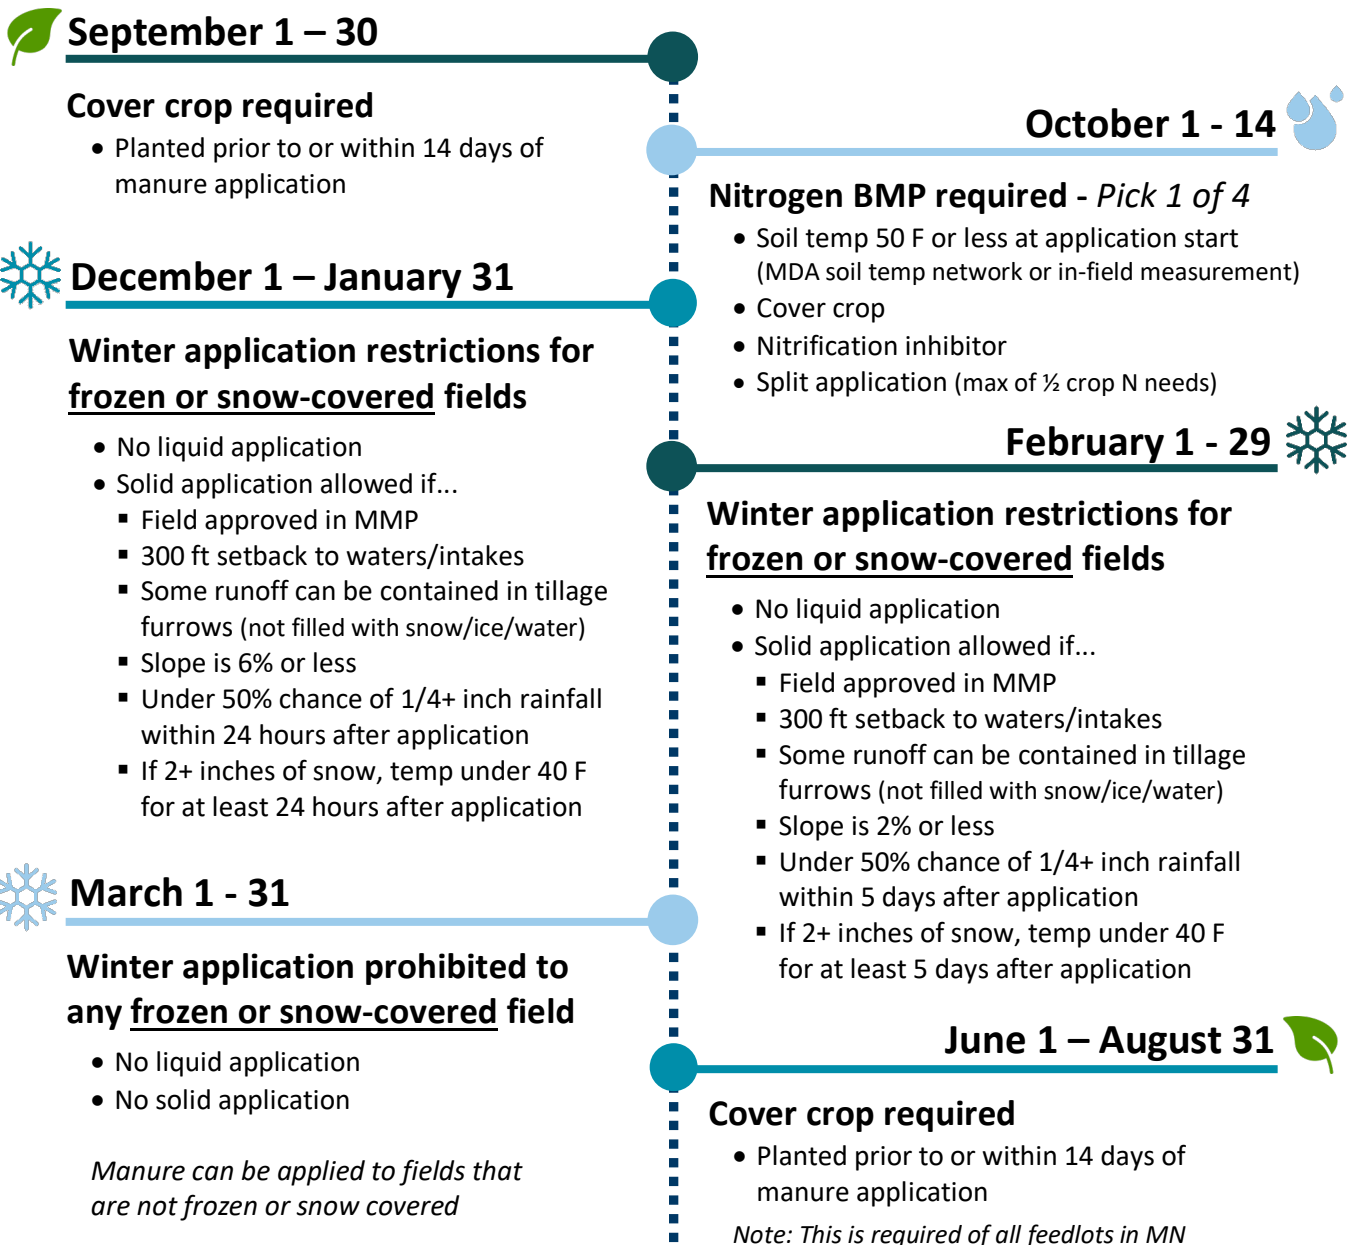 September 1 – 30
Cover crop required
• Planted prior to or within 14 days of
manure application
October 1 - 14
Nitrogen BMP required - Pick 1 of 4
• Soil temp 50 F or less at application start
(MDA soil temp network or in-field measurement)
• Cover crop
• Nitrification inhibitor
• Split application (max of ½ crop N needs)
December 1 – January 31
Winter application restrictions for
frozen or snow-covered fields
• No liquid application
• Solid application allowed if...
▪ Field approved in MMP
▪ 300 ft setback to waters/intakes
▪ Some runoff can be contained in tillage
furrows (not filled with snow/ice/water)
▪ Slope is 6% or less
▪ Under 50% chance of 1/4+ inch rainfall
within 24 hours after application
▪ If 2+ inches of snow, temp under 40 F
for at least 24 hours after application
February 1 - 29
Winter application restrictions for
frozen or snow-covered fields
• No liquid application
• Solid application allowed if...
▪ Field approved in MMP
▪ 300 ft setback to waters/intakes
▪ Some runoff can be contained in tillage
furrows (not filled with snow/ice/water)
▪ Slope is 2% or less
▪ Under 50% chance of 1/4+ inch rainfall
within 5 days after application
▪ If 2+ inches of snow, temp under 40 F
for at least 5 days after application
March 1 - 31
Winter application prohibited to
any frozen or snow-covered field
• No liquid application
• No solid application
Manure can be applied to fields that
are not frozen or snow covered
June 1 – August 31
Cover crop required
• Planted prior to or within 14 days of
manure application
Note: This is required of all feedlots in MN